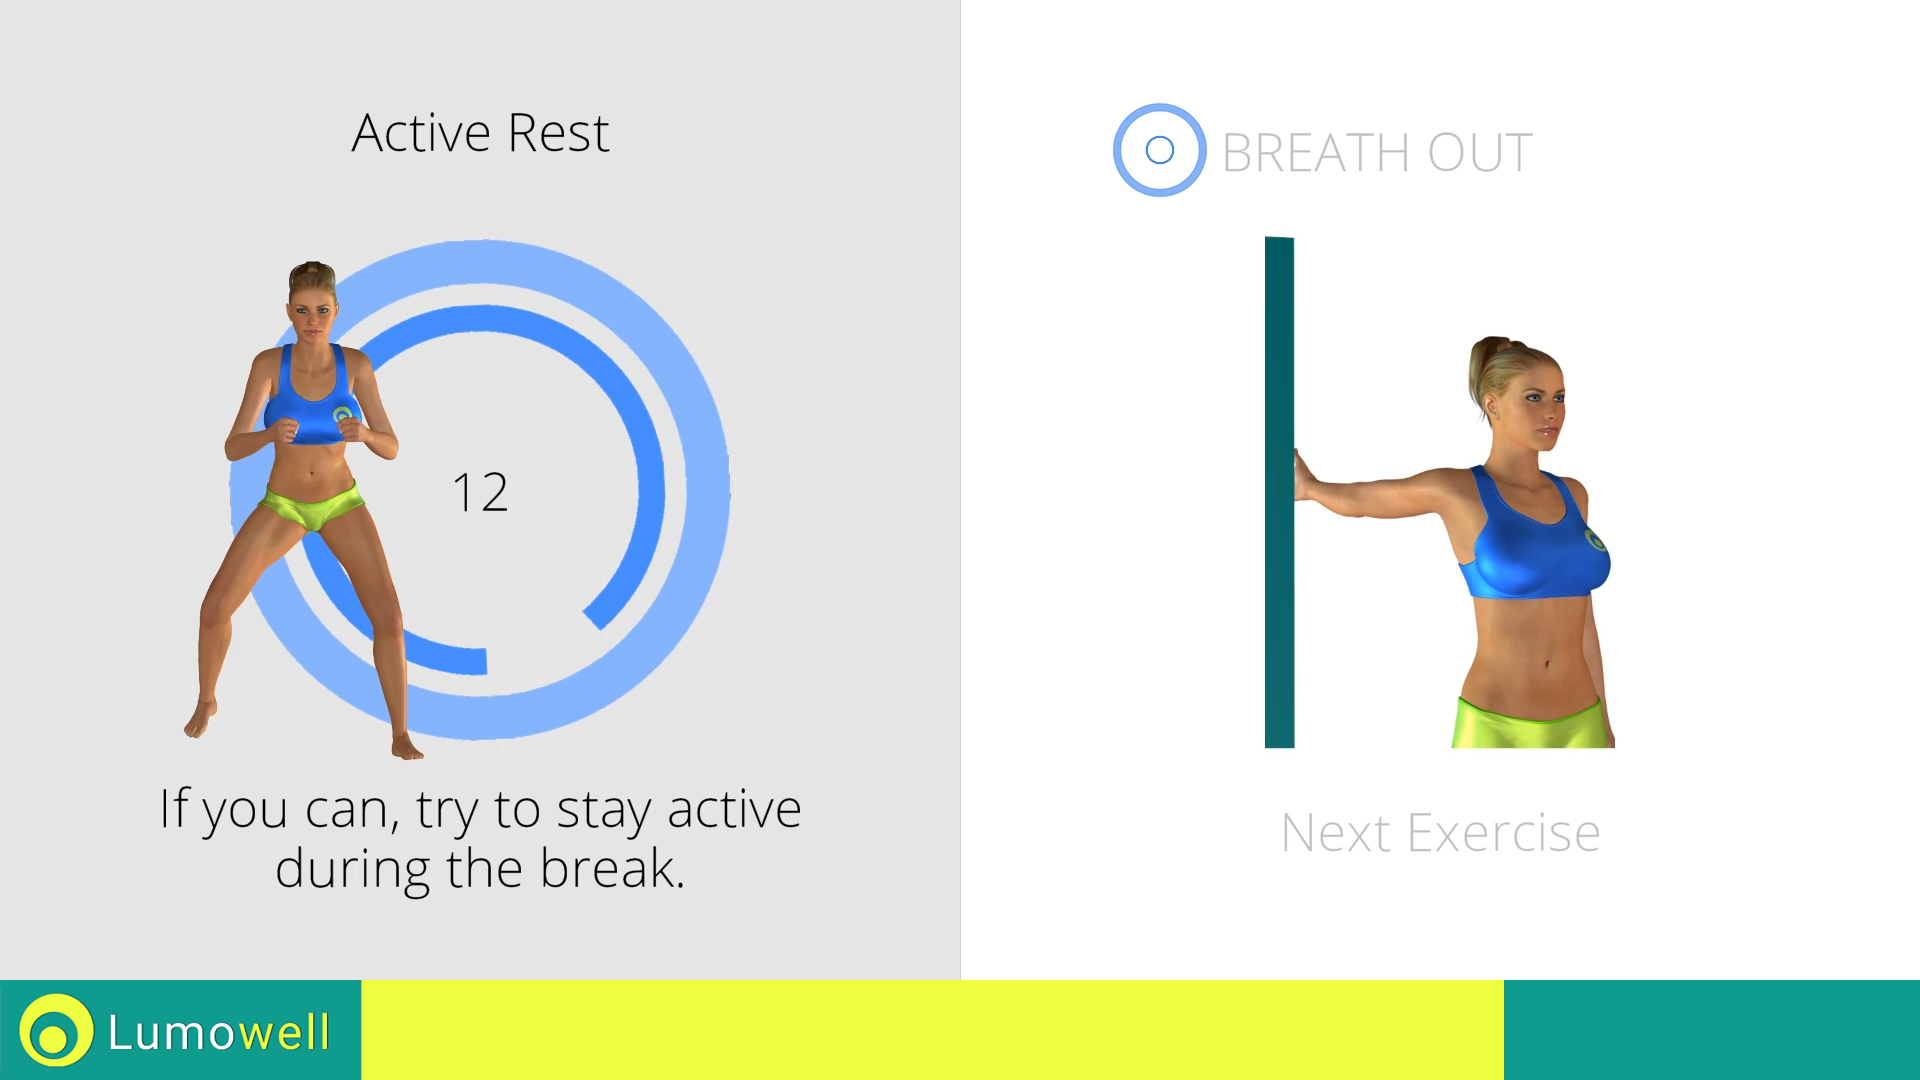 Active Rest
12
If you can, try to stay active
during the break.
BREATH OUT
Next Exercise
Lumowell